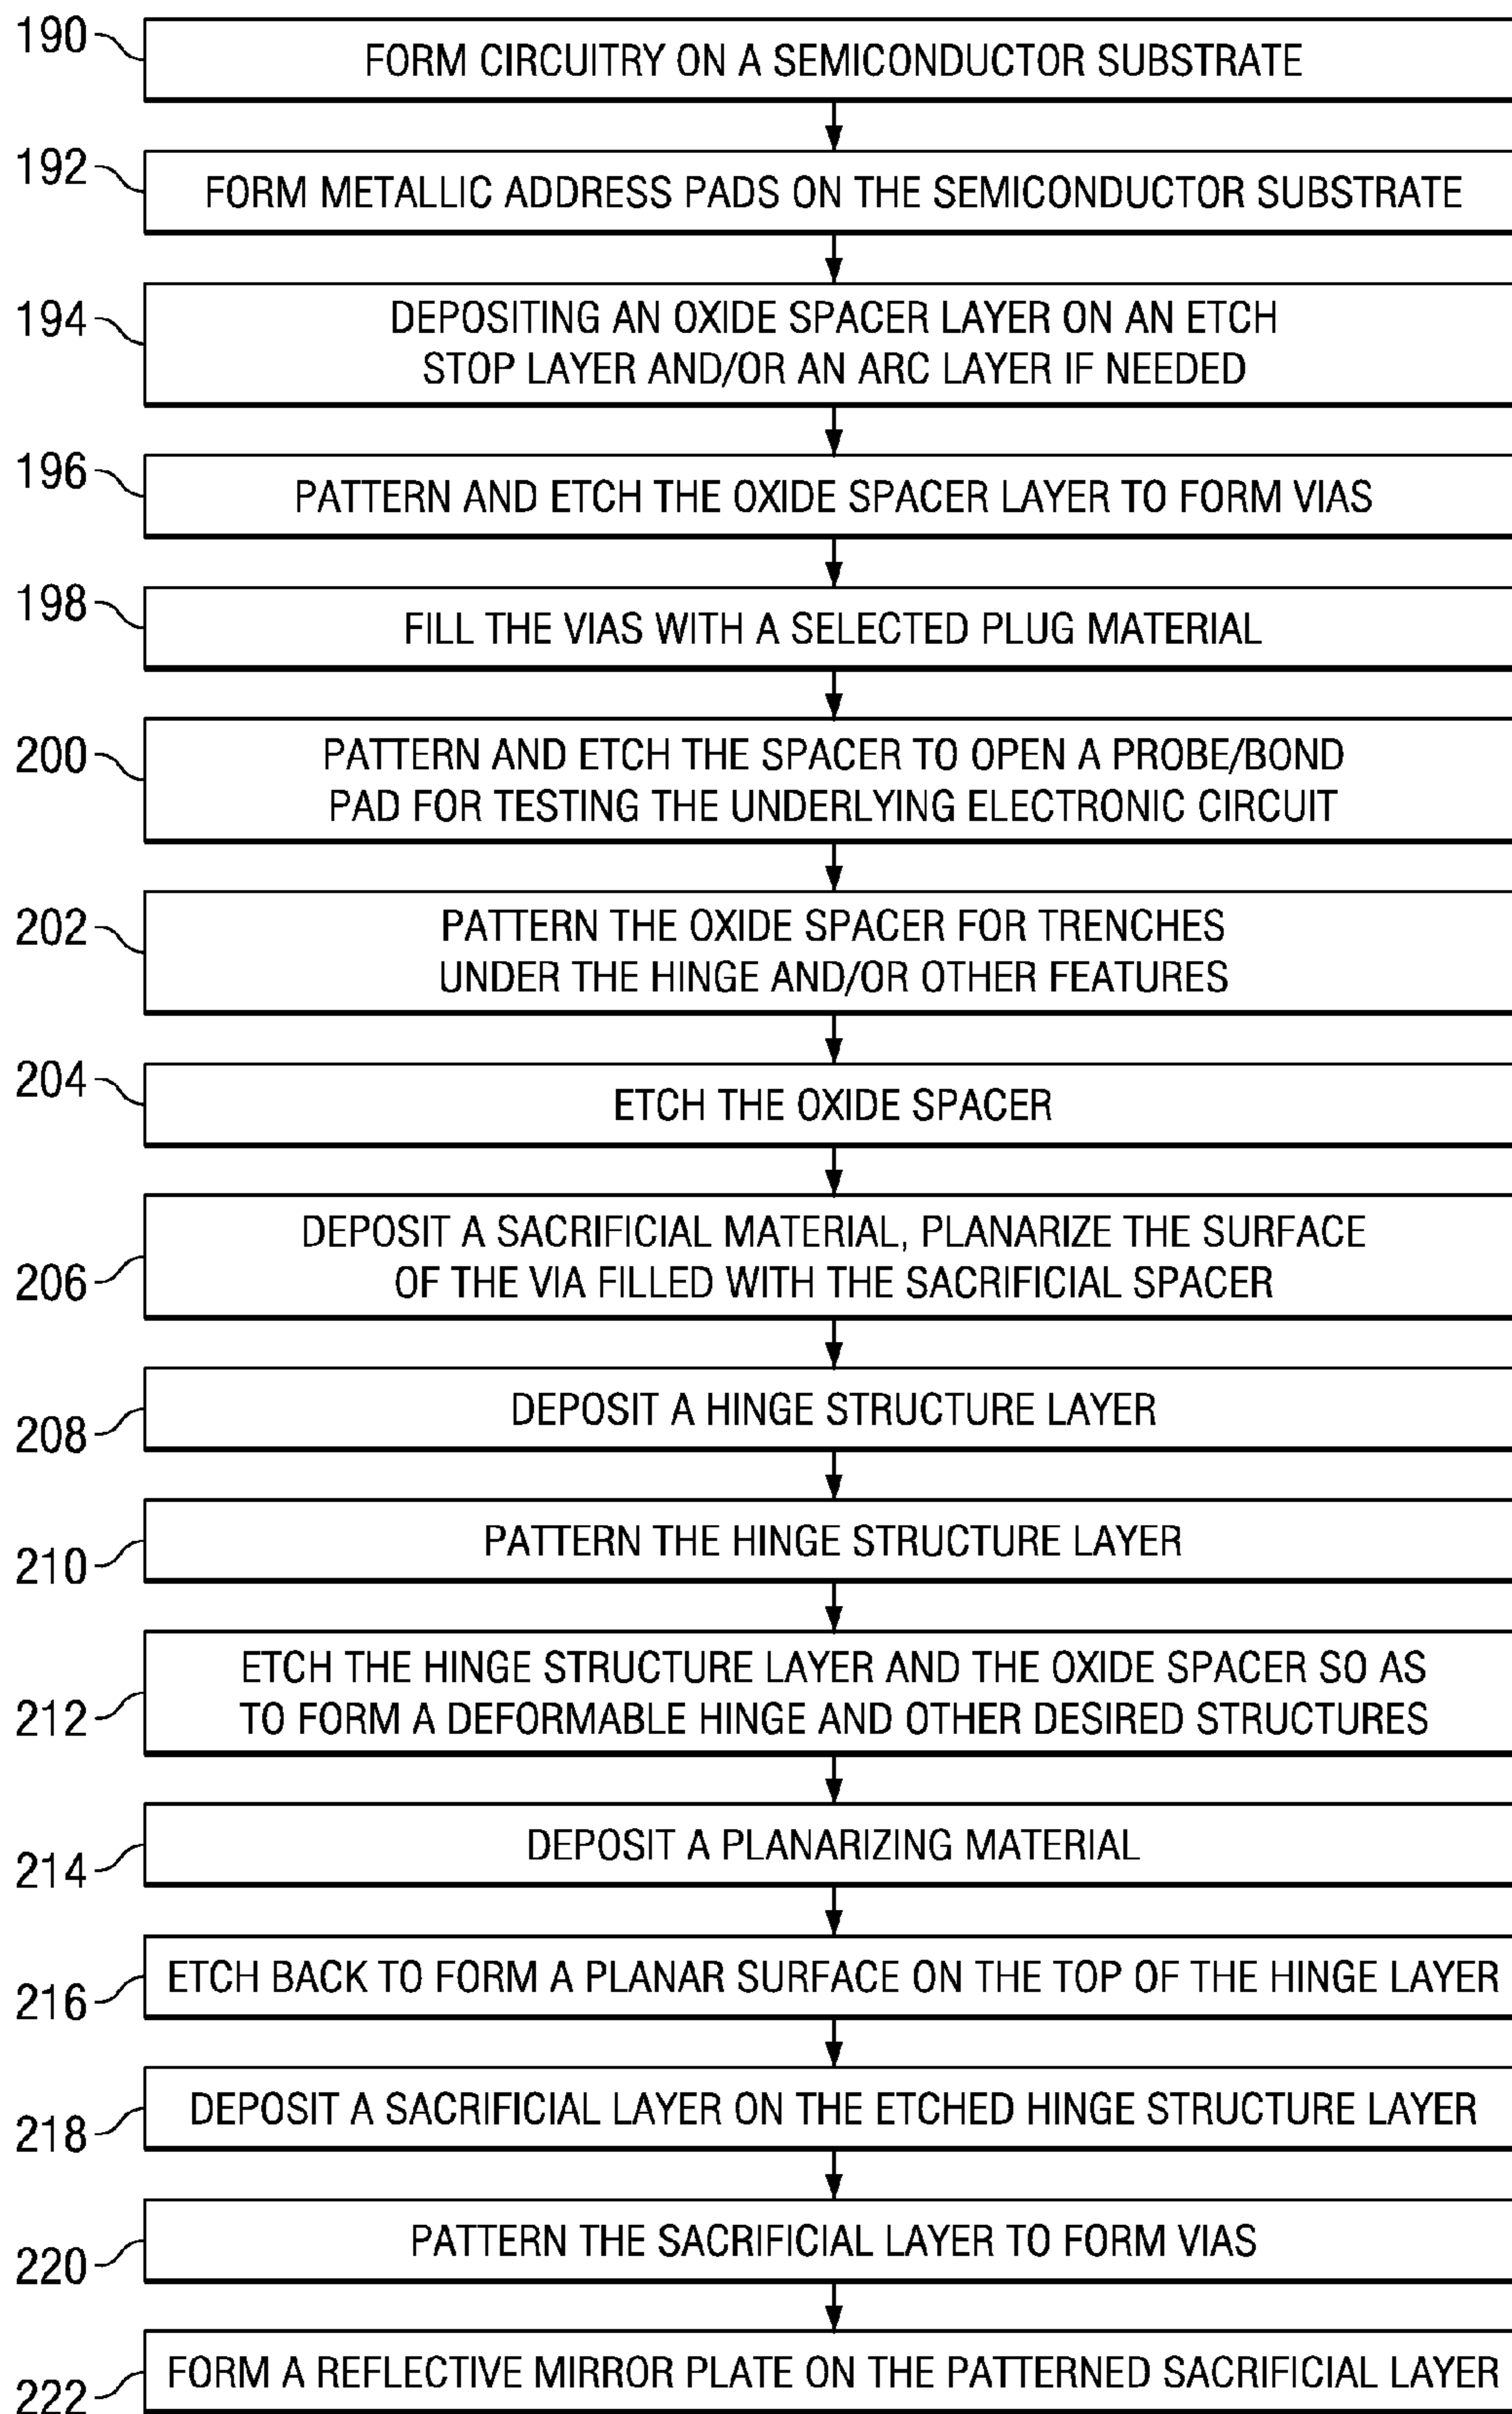 190
FORM CIRCUITRY ON A SEMICONDUCTOR SUBSTRATE
192
FORM METALLIC ADDRESS PADS ON THE SEMICONDUCTOR SUBSTRATE
194
DEPOSITING AN OXIDE SPACER LAYER ON AN ETCH
STOP LAYER AND/OR AN ARC LAYER IF NEEDED
196
PATTERN AND ETCH THE OXIDE SPACER LAYER TO FORM VIAS
198
FILL THE VIAS WITH A SELECTED PLUG MATERIAL
200
PATTERN AND ETCH THE SPACER TO OPEN A PROBE/BOND
PAD FOR TESTING THE UNDERLYING ELECTRONIC CIRCUIT
202
PATTERN THE OXIDE SPACER FOR TRENCHES
UNDER THE HINGE AND/OR OTHER FEATURES
204
ETCH THE OXIDE SPACER
206
DEPOSIT A SACRIFICIAL MATERIAL, PLANARIZE THE SURFACE
OF THE VIA FILLED WITH THE SACRIFICIAL SPACER
208
DEPOSIT A HINGE STRUCTURE LAYER
210
PATTERN THE HINGE STRUCTURE LAYER
212
ETCH THE HINGE STRUCTURE LAYER AND THE OXIDE SPACER SO AS
TO FORM A DEFORMABLE HINGE AND OTHER DESIRED STRUCTURES
214
DEPOSIT A PLANARIZING MATERIAL
216
ETCH BACK TO FORM A PLANAR SURFACE ON THE TOP OF THE HINGE LAYER
218
DEPOSIT A SACRIFICIAL LAYER ON THE ETCHED HINGE STRUCTURE LAYER
220
PATTERN THE SACRIFICIAL LAYER TO FORM VIAS
222
FORM A REFLECTIVE MIRROR PLATE ON THE PATTERNED SACRIFICIAL LAYER